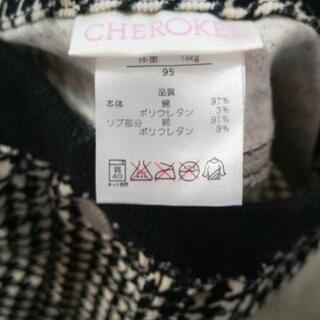 CHEROKEE
体重 14kg
95
品質
本体 綿 97%
ポリウレタン 3%
リブ部分 綿 91%
ポリウレタン 9%
弱
40
ネット使用